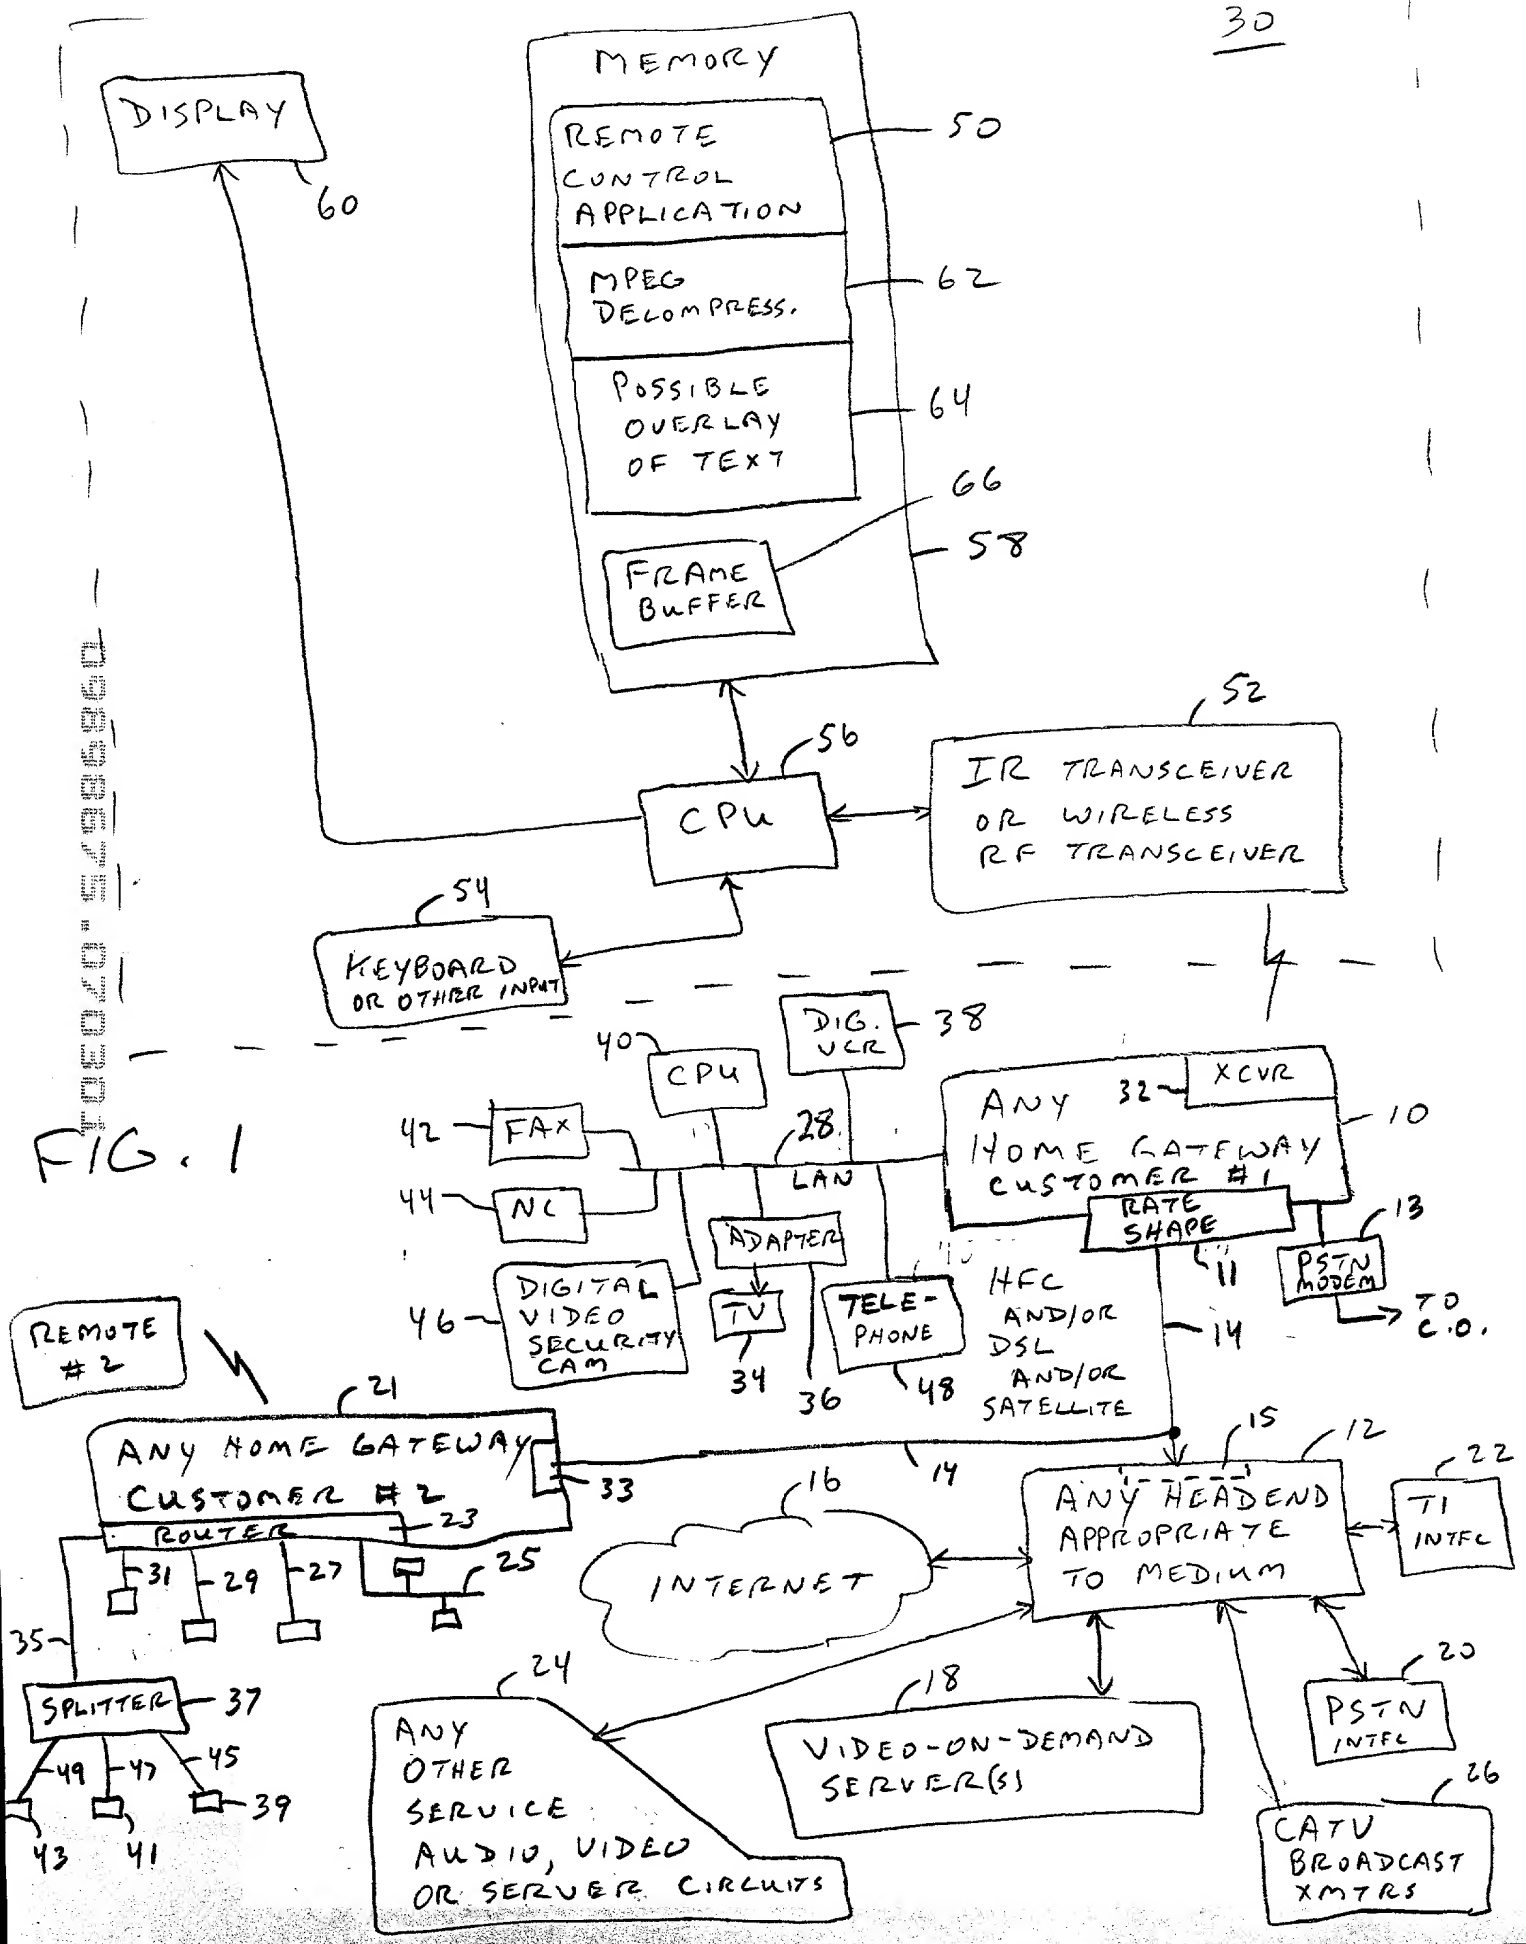 30
MEMORY
DISPLAY
60
REMOTE
CONTROL
APPLICATION
50
MPEG
DECOMPRESS.
62
POSSIBLE
OVERLAY
OF TEXT
64
66
58
FRAME
BUFFER
56
CPU
52
IR TRANSCEIVER
OR WIRELESS
RF TRANSCEIVER
54
KEYBOARD
OR OTHER INPUT
09898675.070301
FIG. 1
40
CPU
DIG.
VCR
38
42
FAX
44
NC
28
LAN
32
XCVR
10
ANY
HOME GATEWAY
CUSTOMER #1
RATE
SHAPE
11
13
PSTN
MODEM
TO
C.O.
ADAPTER
TV
34
36
46
DIGITAL
VIDEO
SECURITY
CAM
TELE-
PHONE
48
HFC
AND/OR
DSL
AND/OR
SATELLITE
14
REMOTE
#2
21
ANY HOME GATEWAY
CUSTOMER #2
33
ROUTER
23
14
31
29
27
25
35
SPLITTER
37
49
47
45
39
43
41
16
INTERNET
15
12
ANY HEADEND
APPROPRIATE
TO MEDIUM
22
T1
INTFC
24
ANY
OTHER
SERVICE
AUDIO, VIDEO
OR SERVER CIRCUITS
18
VIDEO-ON-DEMAND
SERVER(S)
20
PSTN
INTFC
26
CATV
BROADCAST
XMTRS